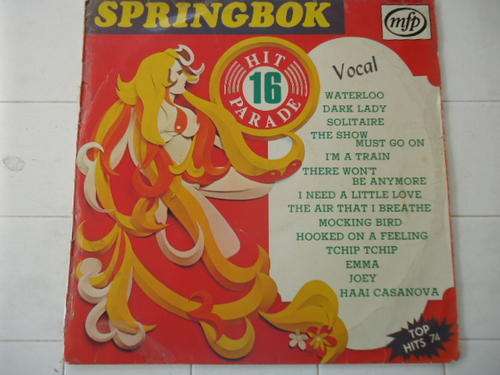 SPRINGBOK
mfp
HIT
16
PARADE
Vocal
WATERLOO
DARK LADY
SOLITAIRE
THE SHOW
MUST GO ON
I'M A TRAIN
THERE WON'T
BE ANYMORE
I NEED A LITTLE LOVE
THE AIR THAT I BREATHE
MOCKING BIRD
HOOKED ON A FEELING
TCHIP TCHIP
EMMA
JOEY
HAAI CASANOVA
TOP
HITS 74